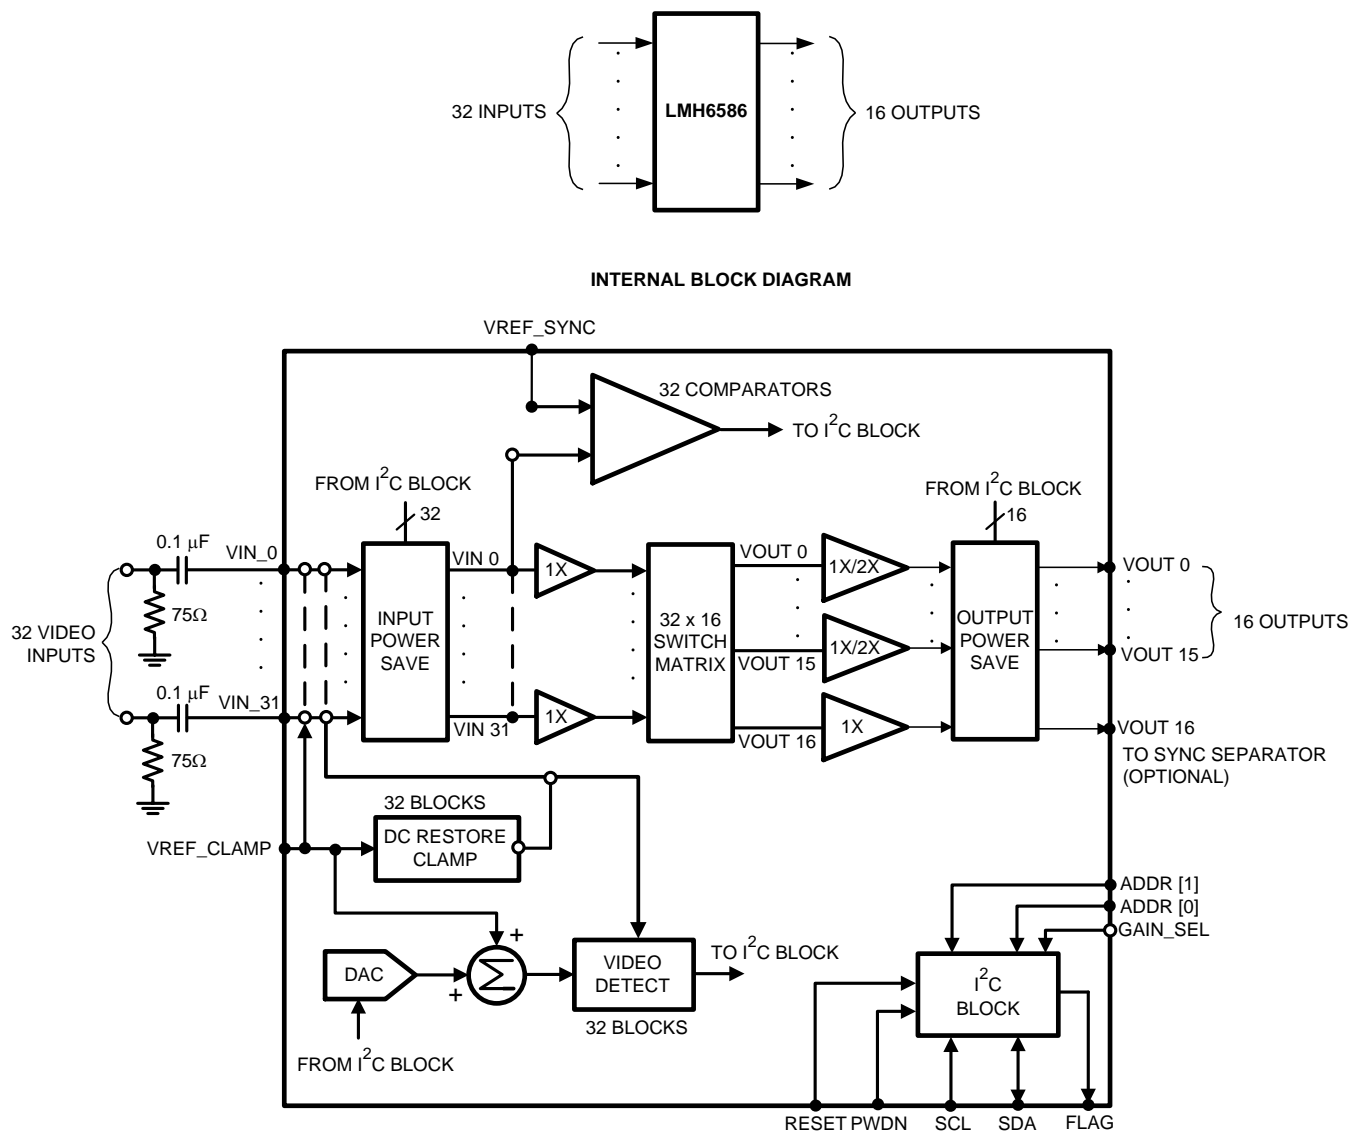 32 INPUTS
LMH6586
16 OUTPUTS
INTERNAL BLOCK DIAGRAM
VREF_SYNC
32 COMPARATORS
TO I²C BLOCK
FROM I²C BLOCK
32
FROM I²C BLOCK
16
0.1 μF
VIN_0
75Ω
32 VIDEO
INPUTS
0.1 μF
VIN_31
75Ω
INPUT
POWER
SAVE
VIN 0
VIN 31
1X
1X
32 x 16
SWITCH
MATRIX
VOUT 0
VOUT 15
VOUT 16
1X/2X
1X/2X
1X
OUTPUT
POWER
SAVE
VOUT 0
16 OUTPUTS
VOUT 15
VOUT 16
TO SYNC SEPARATOR
(OPTIONAL)
32 BLOCKS
DC RESTORE
CLAMP
VREF_CLAMP
DAC
FROM I²C BLOCK
+
+
Σ
VIDEO
DETECT
32 BLOCKS
TO I²C BLOCK
ADDR [1]
ADDR [0]
GAIN_SEL
I²C
BLOCK
RESET
PWDN
SCL
SDA
FLAG